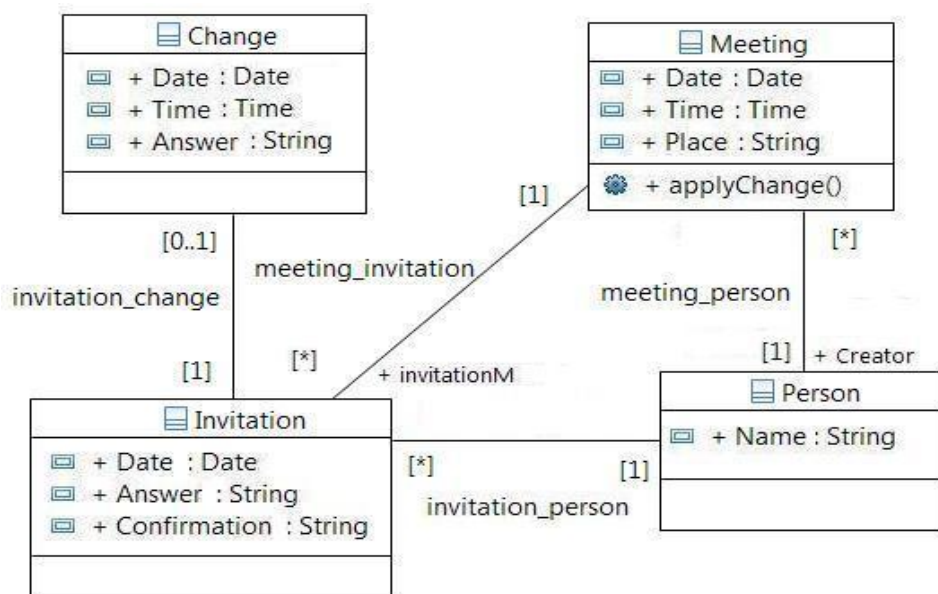 Change
+ Date : Date
+ Time : Time
+ Answer : String
Meeting
+ Date : Date
+ Time : Time
+ Place : String
+ applyChange()
[0..1]
invitation_change
[1]
[1]
meeting_invitation
[*]
+ invitationM
[*]
meeting_person
[1] + Creator
Invitation
+ Date : Date
+ Answer : String
+ Confirmation : String
[*]
[1]
invitation_person
Person
+ Name : String